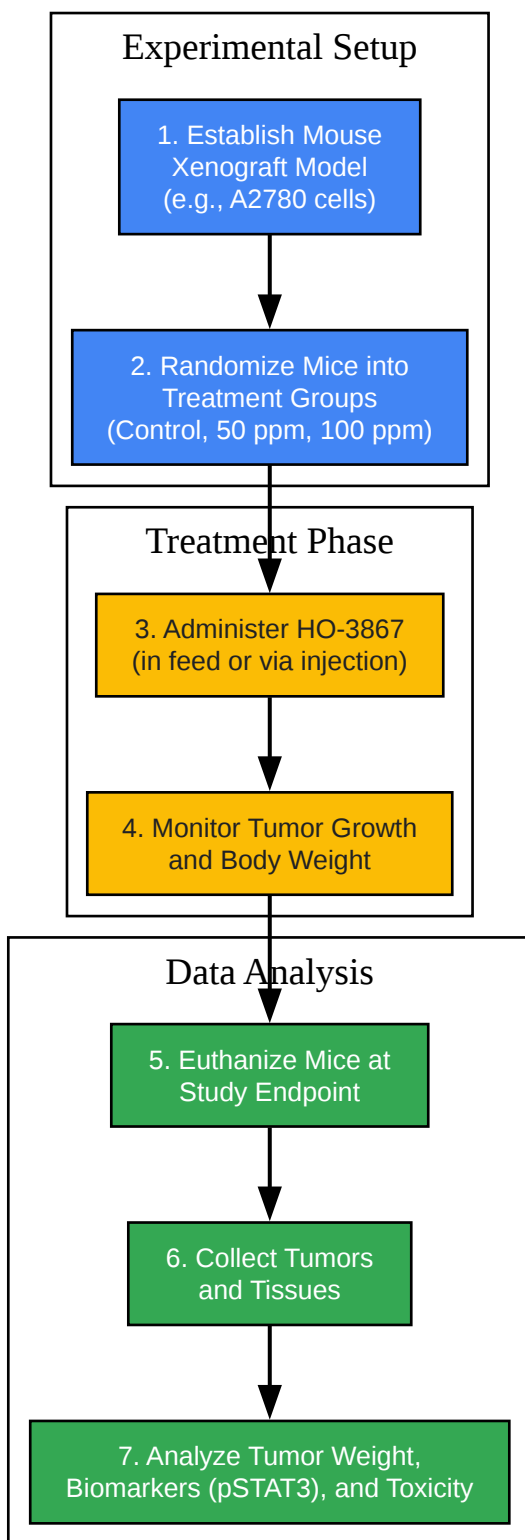 Experimental Setup
1. Establish Mouse
Xenograft Model
(e.g., A2780 cells)
2. Randomize Mice into
Treatment Groups
(Control, 50 ppm, 100 ppm)
Treatment Phase
3. Administer HO-3867
(in feed or via injection)
4. Monitor Tumor Growth
and Body Weight
Data Analysis
5. Euthanize Mice at
Study Endpoint
6. Collect Tumors
and Tissues
7. Analyze Tumor Weight,
Biomarkers (pSTAT3), and Toxicity